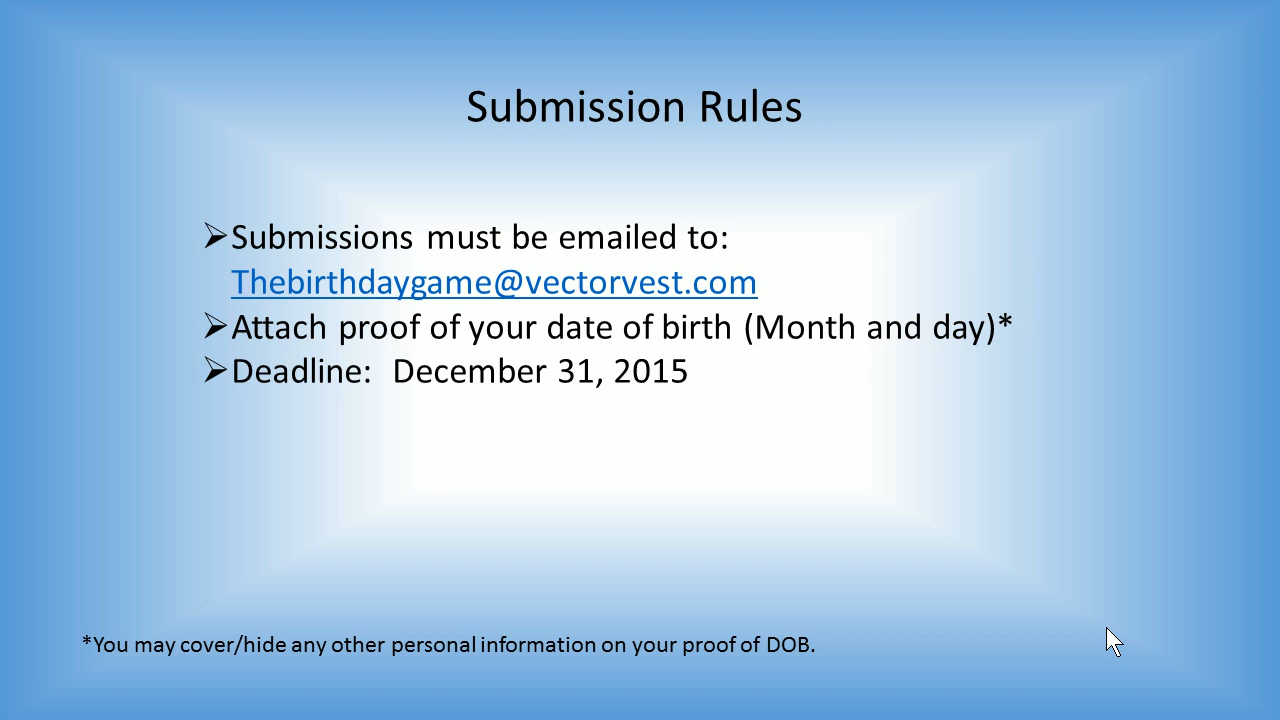 Submission Rules
➢Submissions must be emailed to:
Thebirthdaygame@vectorvest.com
➢Attach proof of your date of birth (Month and day)*
➢Deadline: December 31, 2015
*You may cover/hide any other personal information on your proof of DOB.